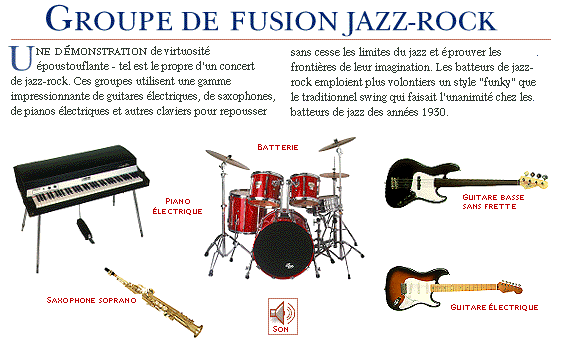 GROUPE DE FUSION JAZZ-ROCK
UNE DÉMONSTRATION de virtuosité
époustouflante - tel est le propre d'un concert
de jazz-rock. Ces groupes utilisent une gamme
impressionnante de guitares électriques, de saxophones,
de pianos électriques et autres claviers pour repousser
sans cesse les limites du jazz et éprouver les
frontières de leur imagination. Les batteurs de jazz-
rock emploient plus volontiers un style "funky" que
le traditionnel swing qui faisait l'unanimité chez les
batteurs de jazz des années 1930.
BATTERIE
PIANO
ÉLECTRIQUE
GUITARE BASSE
SANS FRETTE
SAXOPHONE SOPRANO
SON
GUITARE ÉLECTRIQUE